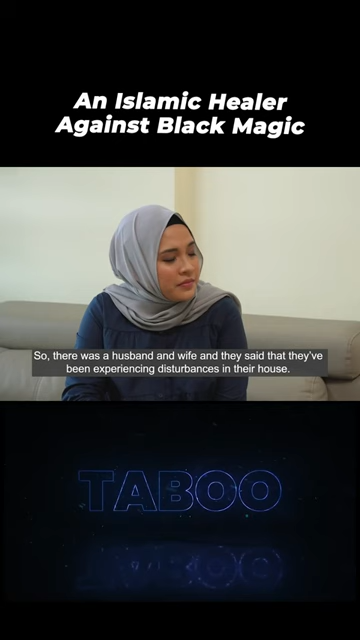 An Islamic Healer
Against Black Magic
So, there was a husband and wife and they said that they've
been experiencing disturbances in their house.
TABOO